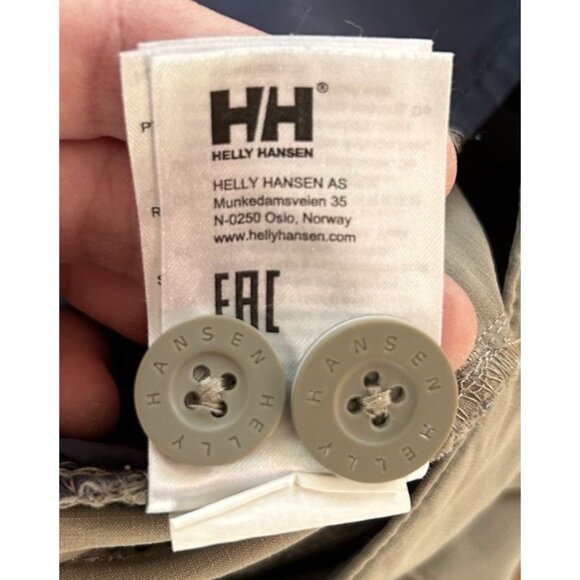 HH®
HELLY HANSEN
HELLY HANSEN AS
Munkedamsveien 35
N-0250 Oslo, Norway
www.hellyhansen.com
EAC
HELLY HANSEN
HELLY HANSEN